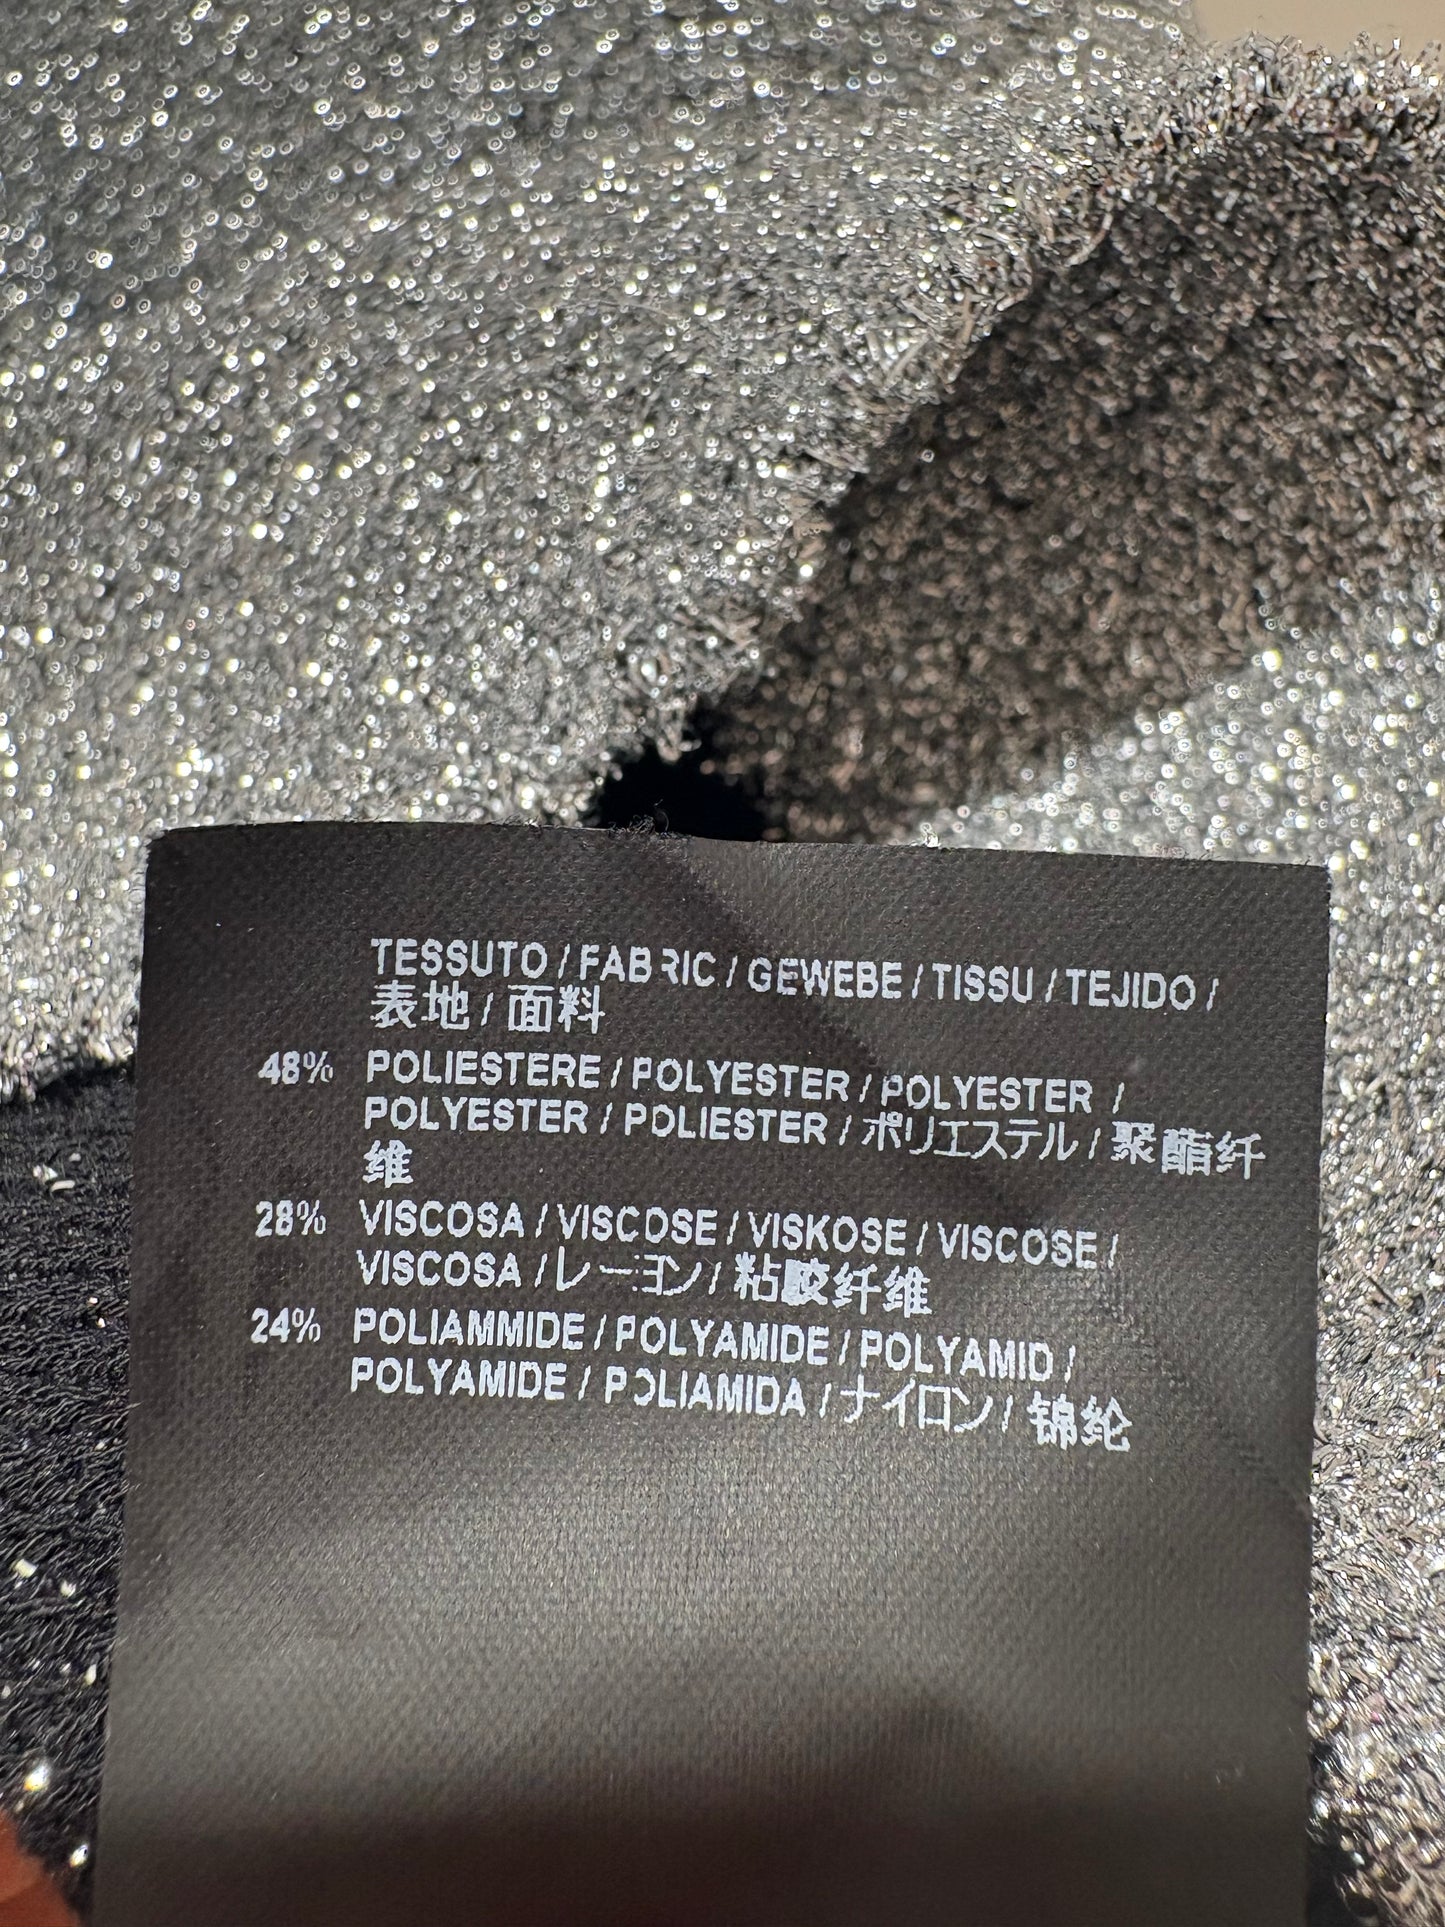 TESSUTO / FABRIC / GEWEBE / TISSU / TEJIDO /
表地 / 面料
48% POLIESTERE / POLYESTER / POLYESTER /
POLYESTER / POLIESTER / ポリエステル / 聚酯纤
维
28% VISCOSA / VISCOSE / VISKOSE / VISCOSE /
VISCOSA / レーヨン / 粘胶纤维
24% POLIAMMIDE / POLYAMIDE / POLYAMID /
POLYAMIDE / POLIAMIDA / ナイロン / 锦纶